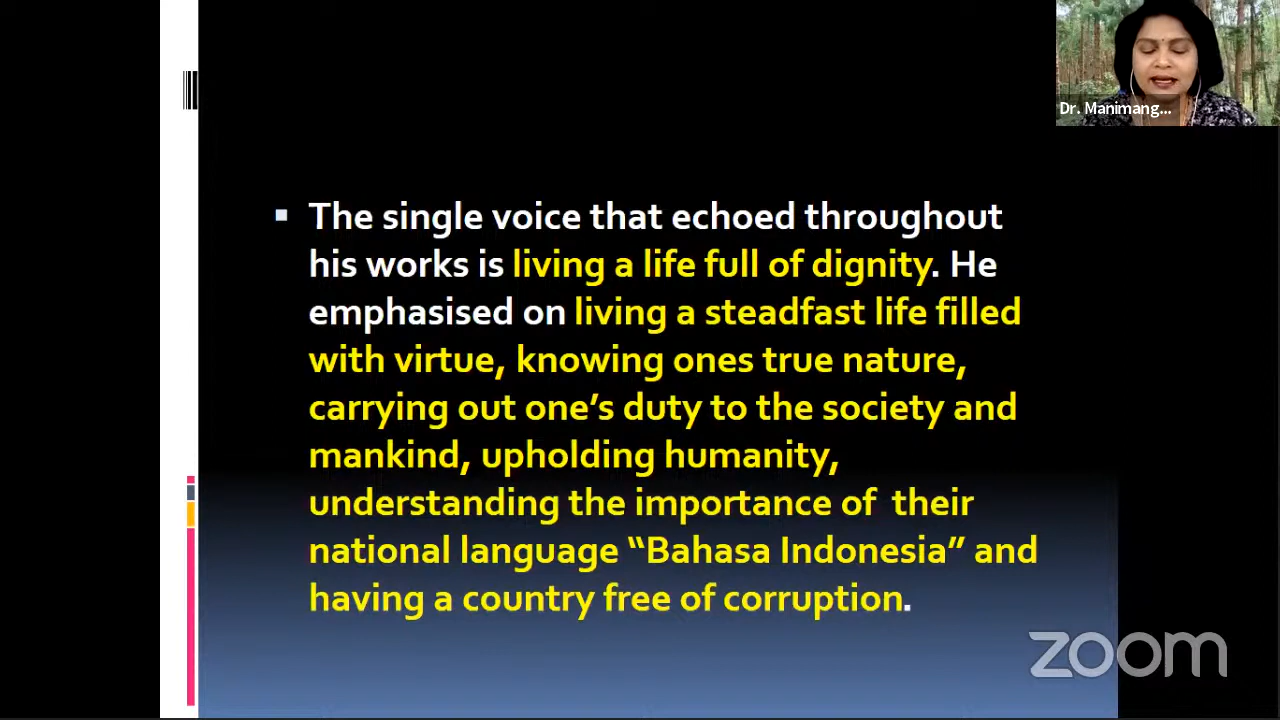 Dr. Manimang...
▪ The single voice that echoed throughout
his works is living a life full of dignity. He
emphasised on living a steadfast life filled
with virtue, knowing ones true nature,
carrying out one’s duty to the society and
mankind, upholding humanity,
understanding the importance of their
national language “Bahasa Indonesia” and
having a country free of corruption.
zoom